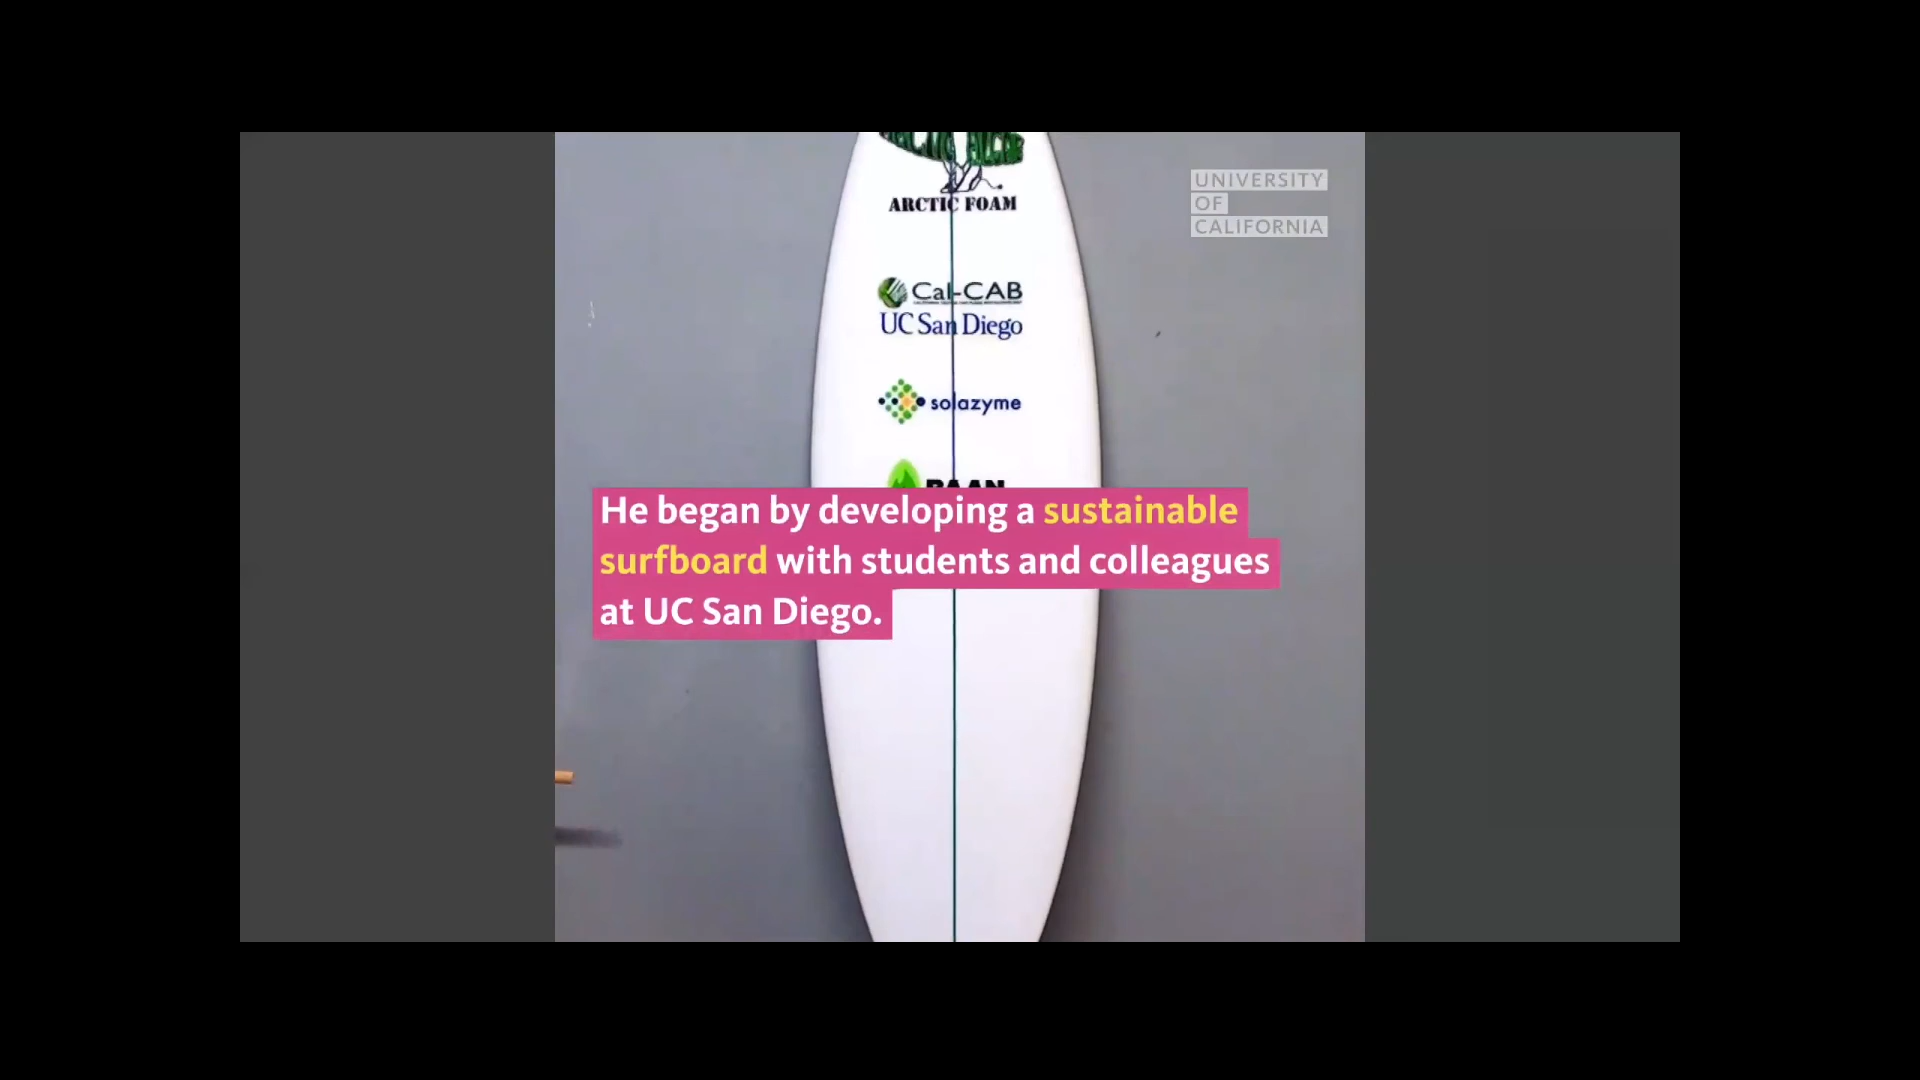 UNIVERSITY
OF
CALIFORNIA
ARCTIC FOAM
Cal-CAB
UC San Diego
solazyme
He began by developing a sustainable
surfboard with students and colleagues
at UC San Diego.